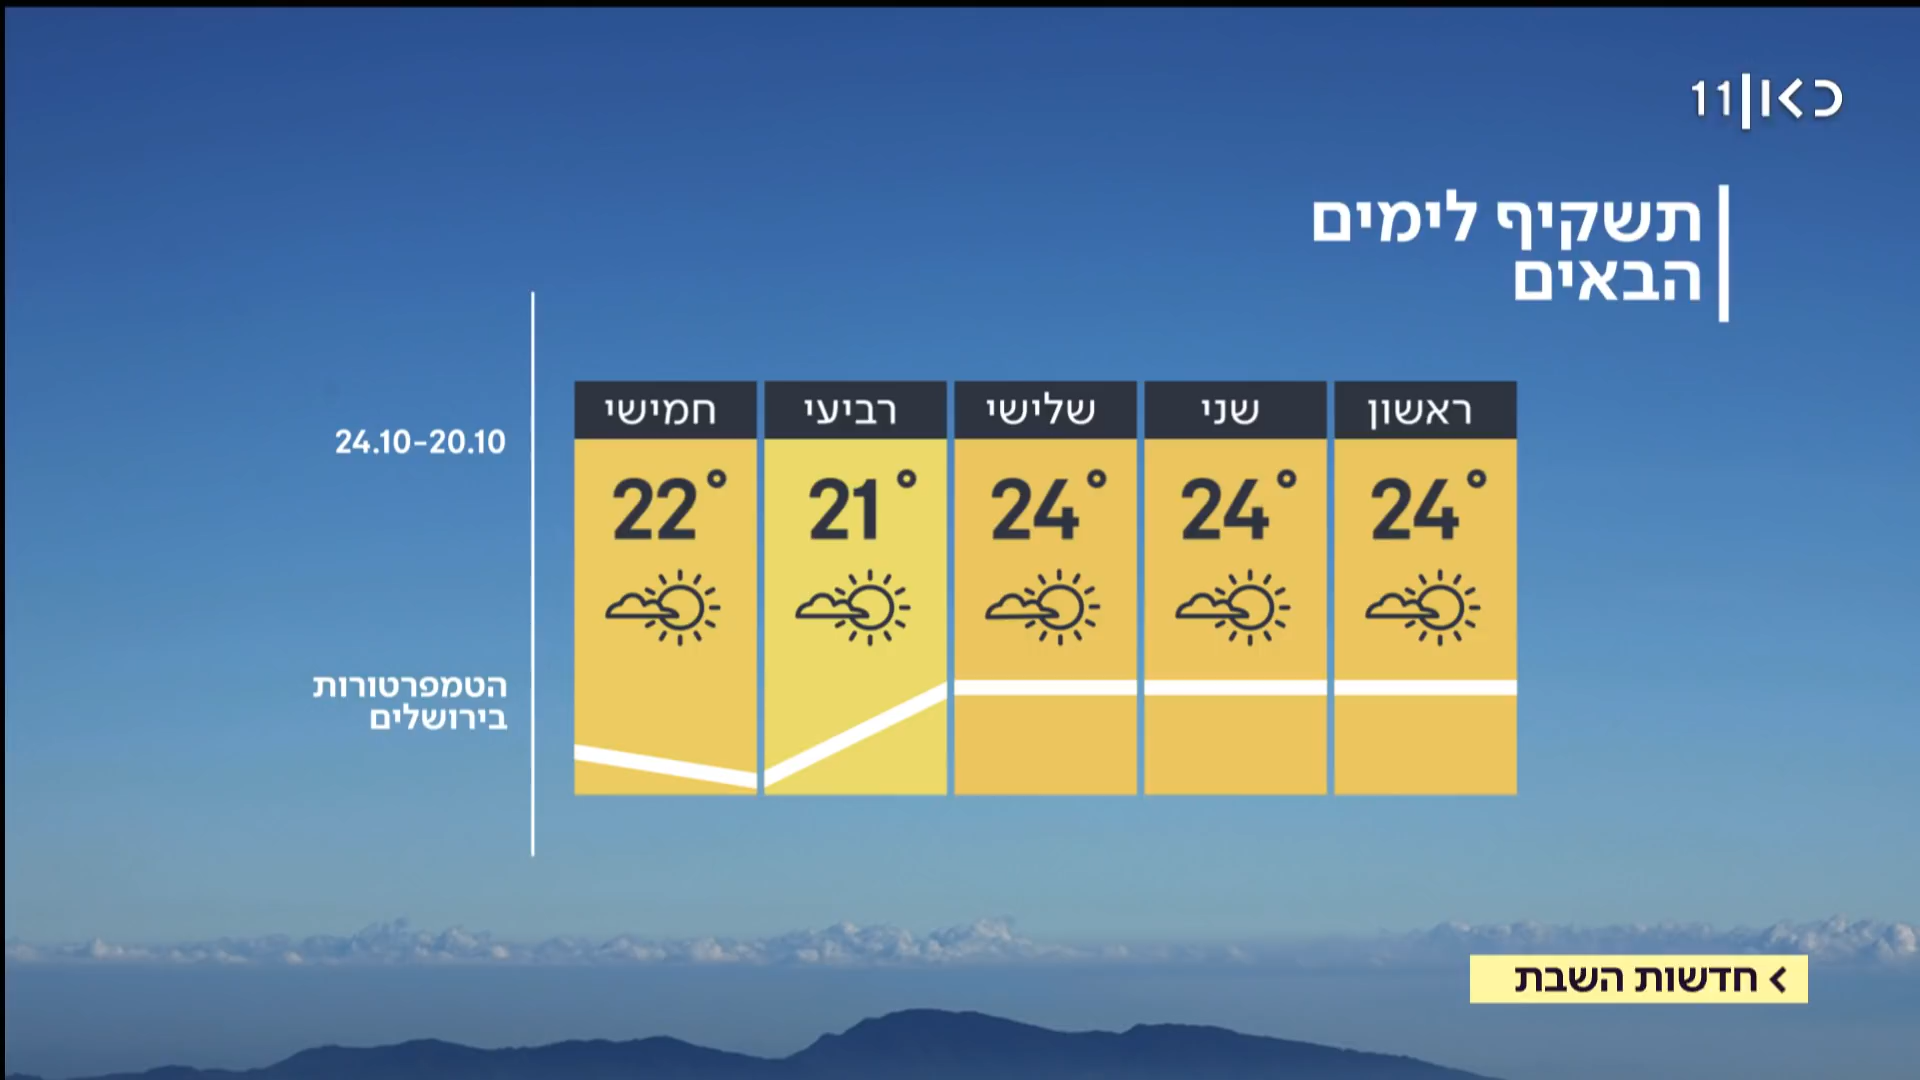 כאן 11
תשקיף לימים
הבאים
ראשון
שני
שלישי
רביעי
חמישי
24°
24°
24°
21°
22°
24.10-20.10
הטמפרטורות
בירושלים
חדשות השבת